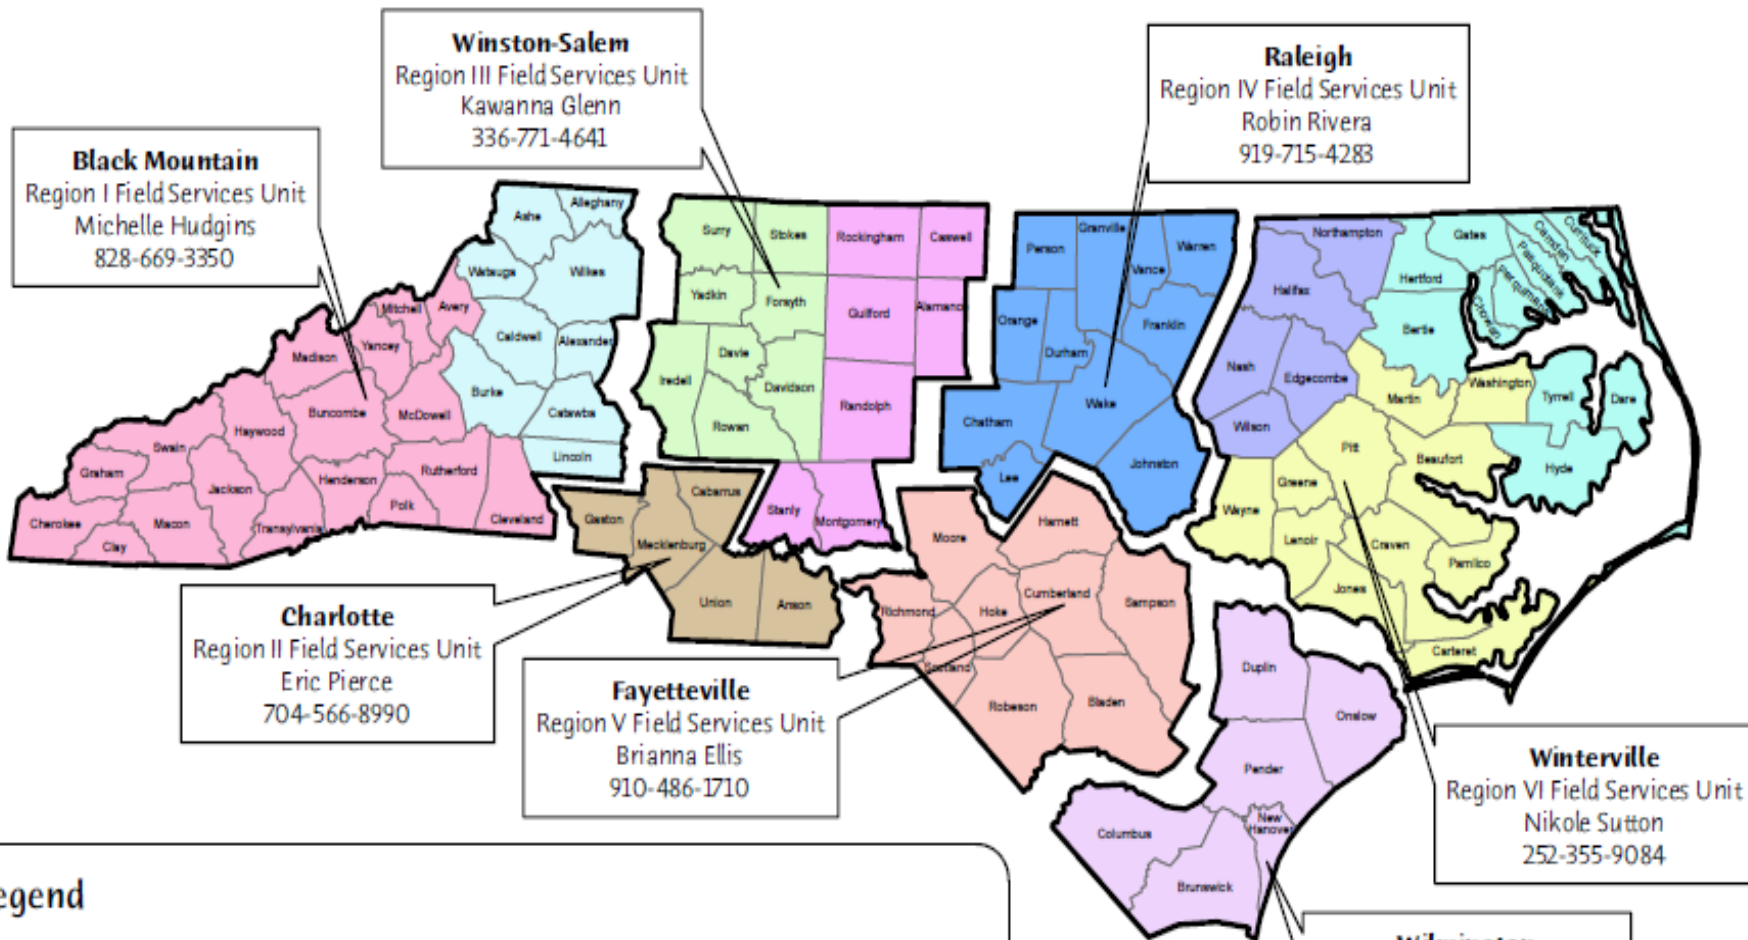 Winston-Salem
Region III Field Services Unit
Kawanna Glenn
336-771-4641
Raleigh
Region IV Field Services Unit
Robin Rivera
919-715-4283
Black Mountain
Region I Field Services Unit
Michelle Hudgins
828-669-3350
Charlotte
Region II Field Services Unit
Eric Pierce
704-566-8990
Fayetteville
Region V Field Services Unit
Brianna Ellis
910-486-1710
Winterville
Region VI Field Services Unit
Nikole Sutton
252-355-9084
Ashe
Alleghany
Watauga
Wilkes
Mitchell
Avery
Caldwell
Alexander
Madison
Yancey
Burke
Catawba
Lincoln
Buncombe
McDowell
Haywood
Swain
Graham
Jackson
Henderson
Rutherford
Polk
Cleveland
Cherokee
Macon
Clay
Transylvania
Surry
Stokes
Rockingham
Caswell
Yadkin
Forsyth
Guilford
Alamance
Davie
Iredell
Davidson
Randolph
Rowan
Stanly
Montgomery
Gaston
Cabarrus
Mecklenburg
Union
Anson
Person
Granville
Vance
Warren
Orange
Durham
Franklin
Chatham
Wake
Lee
Johnston
Moore
Harnett
Richmond
Hoke
Cumberland
Sampson
Scotland
Robeson
Bladen
Northampton
Halifax
Nash
Edgecombe
Wilson
Gates
Hertford
Bertie
Camden
Currituck
Pasquotank
Perquimans
Chowan
Martin
Washington
Tyrrell
Dare
Hyde
Pitt
Beaufort
Greene
Wayne
Lenoir
Craven
Pamlico
Jones
Carteret
Duplin
Onslow
Pender
New
Hanover
Columbus
Brunswick
egend